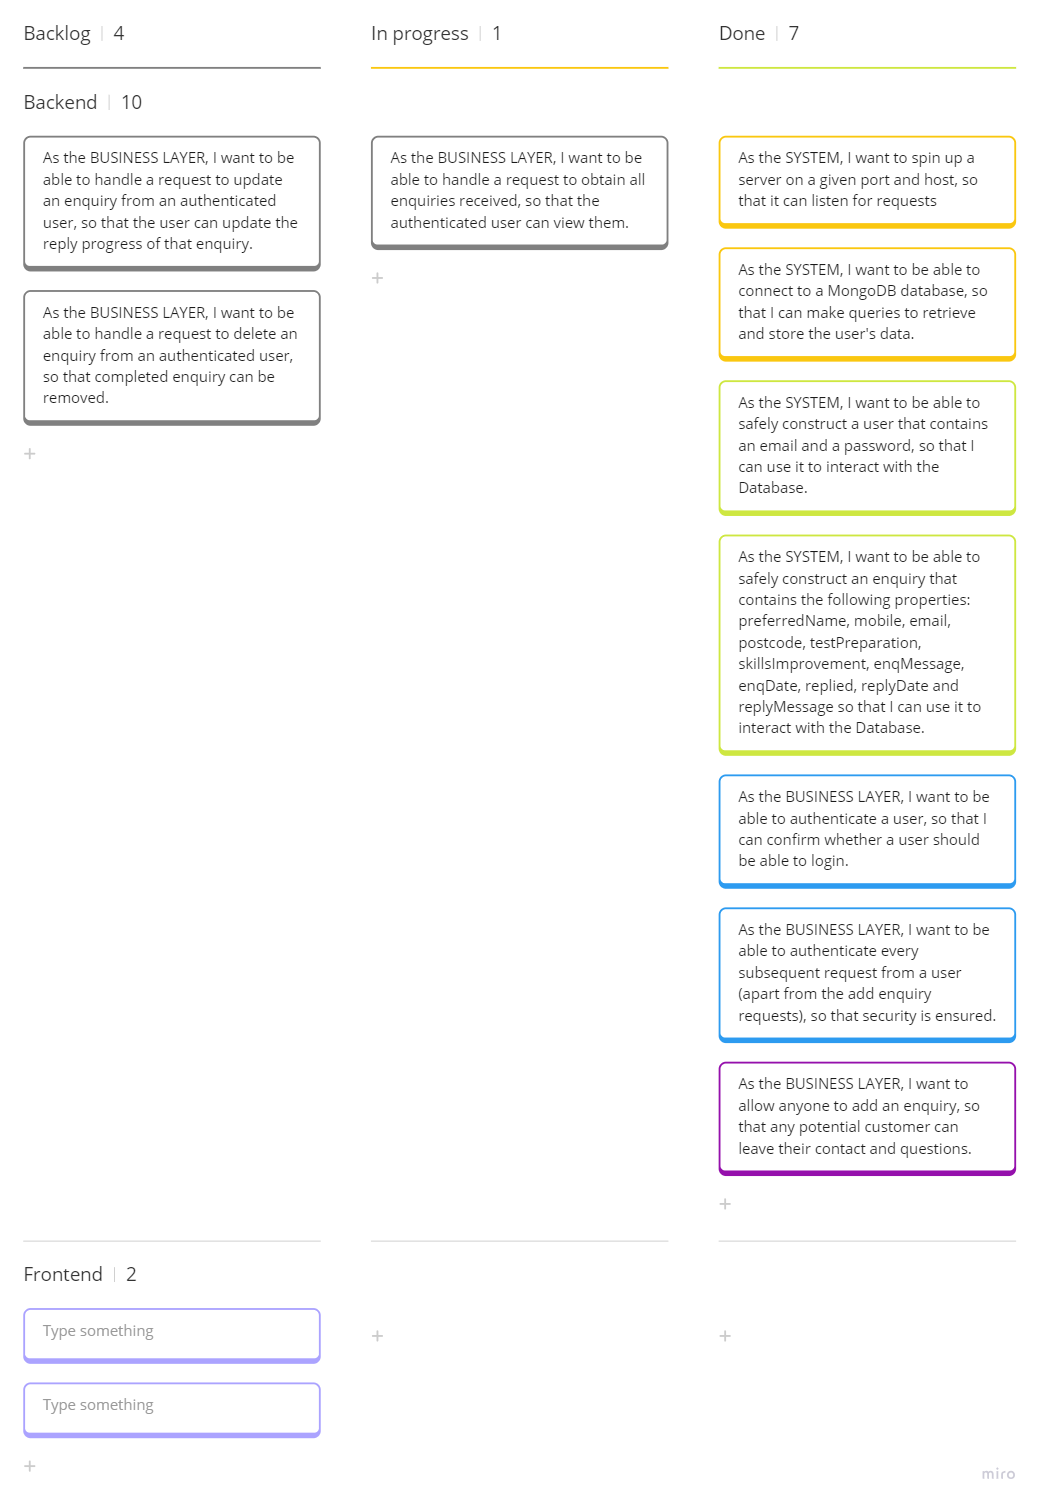 Backlog | 4
In progress | 1
Done | 7
Backend | 10
As the BUSINESS LAYER, I want to be
able to handle a request to update
an enquiry from an authenticated
user, so that the user can update the
reply progress of that enquiry.
As the BUSINESS LAYER, I want to be
able to handle a request to delete an
enquiry from an authenticated user,
so that completed enquiry can be
removed.
+
As the BUSINESS LAYER, I want to be
able to handle a request to obtain all
enquiries received, so that the
authenticated user can view them.
+
As the SYSTEM, I want to spin up a
server on a given port and host, so
that it can listen for requests
As the SYSTEM, I want to be able to
connect to a MongoDB database, so
that I can make queries to retrieve
and store the user's data.
As the SYSTEM, I want to be able to
safely construct a user that contains
an email and a password, so that I
can use it to interact with the
Database.
As the SYSTEM, I want to be able to
safely construct an enquiry that
contains the following properties:
preferredName, mobile, email,
postcode, testPreparation,
skillsImprovement, enqMessage,
enqDate, replied, replyDate and
replyMessage so that I can use it to
interact with the Database.
As the BUSINESS LAYER, I want to be
able to authenticate a user, so that I
can confirm whether a user should
be able to login.
As the BUSINESS LAYER, I want to be
able to authenticate every
subsequent request from a user
(apart from the add enquiry
requests), so that security is ensured.
As the BUSINESS LAYER, I want to
allow anyone to add an enquiry, so
that any potential customer can
leave their contact and questions.
+
Frontend | 2
Type something
Type something
+
+
+
miro